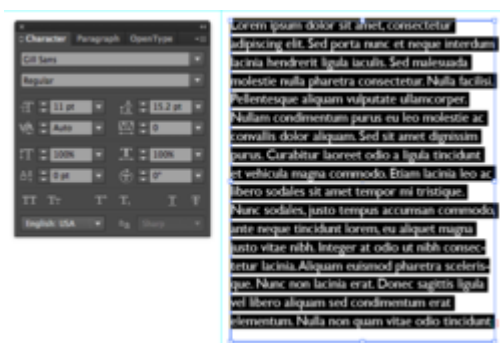 Character Paragraph OpenType
Gill Sans
Regular
11 pt 15.2 pt
Auto 0
100% 100%
0 pt 0°
TT Tr T' T, T T
English: USA Sharp
Lorem ipsum dolor sit amet, consectetur
adipiscing elit. Sed porta nunc et neque interdum
lacinia hendrerit ligula iaculis. Sed malesuada
molestie nulla pharetra consectetur. Nulla facilisi.
Pellentesque aliquam vulputate ullamcorper.
Nullam condimentum purus eu leo molestie ac
convallis dolor aliquam. Sed sit amet dignissim
purus. Curabitur laoreet odio a ligula tincidunt
et vehicula magna commodo. Etiam lacinia leo ac
libero sodales sit amet tempor mi tristique.
Nunc sodales, justo tempus accumsan commodo,
ante neque tincidunt lorem, eu aliquet magna
justo vitae nibh. Integer at odio ut nibh consec-
tetur lacinia. Aliquam euismod pharetra sceleris-
que. Nunc non lacinia erat. Donec sagittis ligula
vel libero aliquam sed condimentum erat
elementum. Nulla non quam vitae odio tincidunt